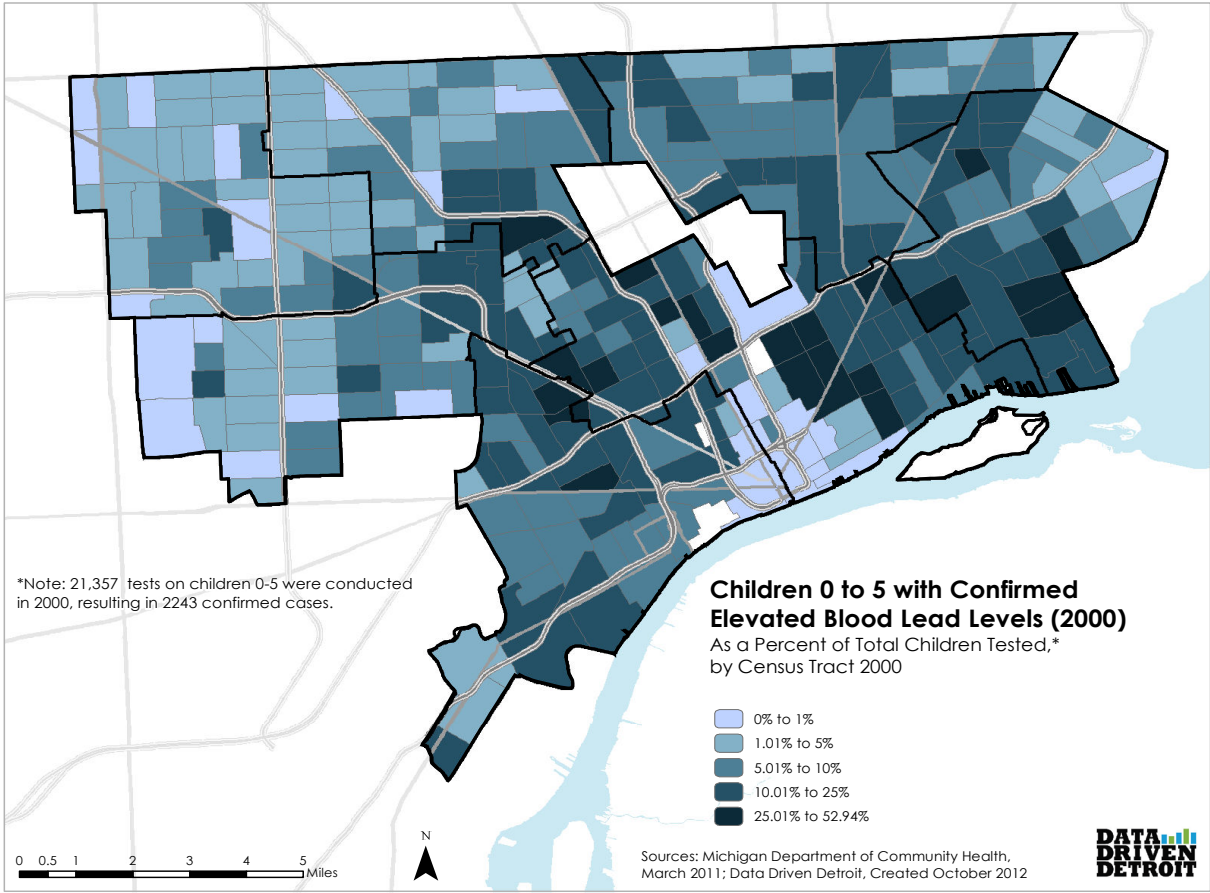 *Note: 21,357 tests on children 0-5 were conducted
in 2000, resulting in 2243 confirmed cases.
Children 0 to 5 with Confirmed
Elevated Blood Lead Levels (2000)
As a Percent of Total Children Tested,*
by Census Tract 2000
0% to 1%
1.01% to 5%
5.01% to 10%
10.01% to 25%
25.01% to 52.94%
N
0 0.5 1 2 3 4 5
Miles
Sources: Michigan Department of Community Health,
March 2011; Data Driven Detroit, Created October 2012
DATA
DRIVEN
DETROIT